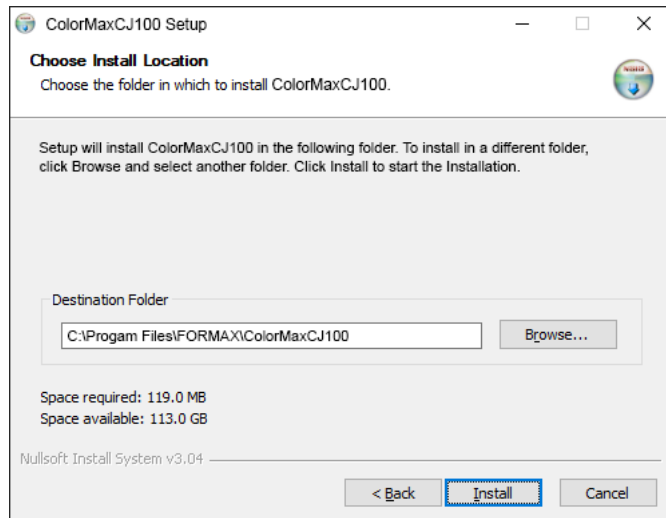 ColorMaxCJ100 Setup
Choose Install Location
Choose the folder in which to install ColorMaxCJ100.
Setup will install ColorMaxCJ100 in the following folder. To install in a different folder,
click Browse and select another folder. Click Install to start the Installation.
Destination Folder
C:\Progam Files\FORMAX\ColorMaxCJ100
Browse...
Space required: 119.0 MB
Space available: 113.0 GB
Nullsoft Install System v3.04
< Back
Install
Cancel